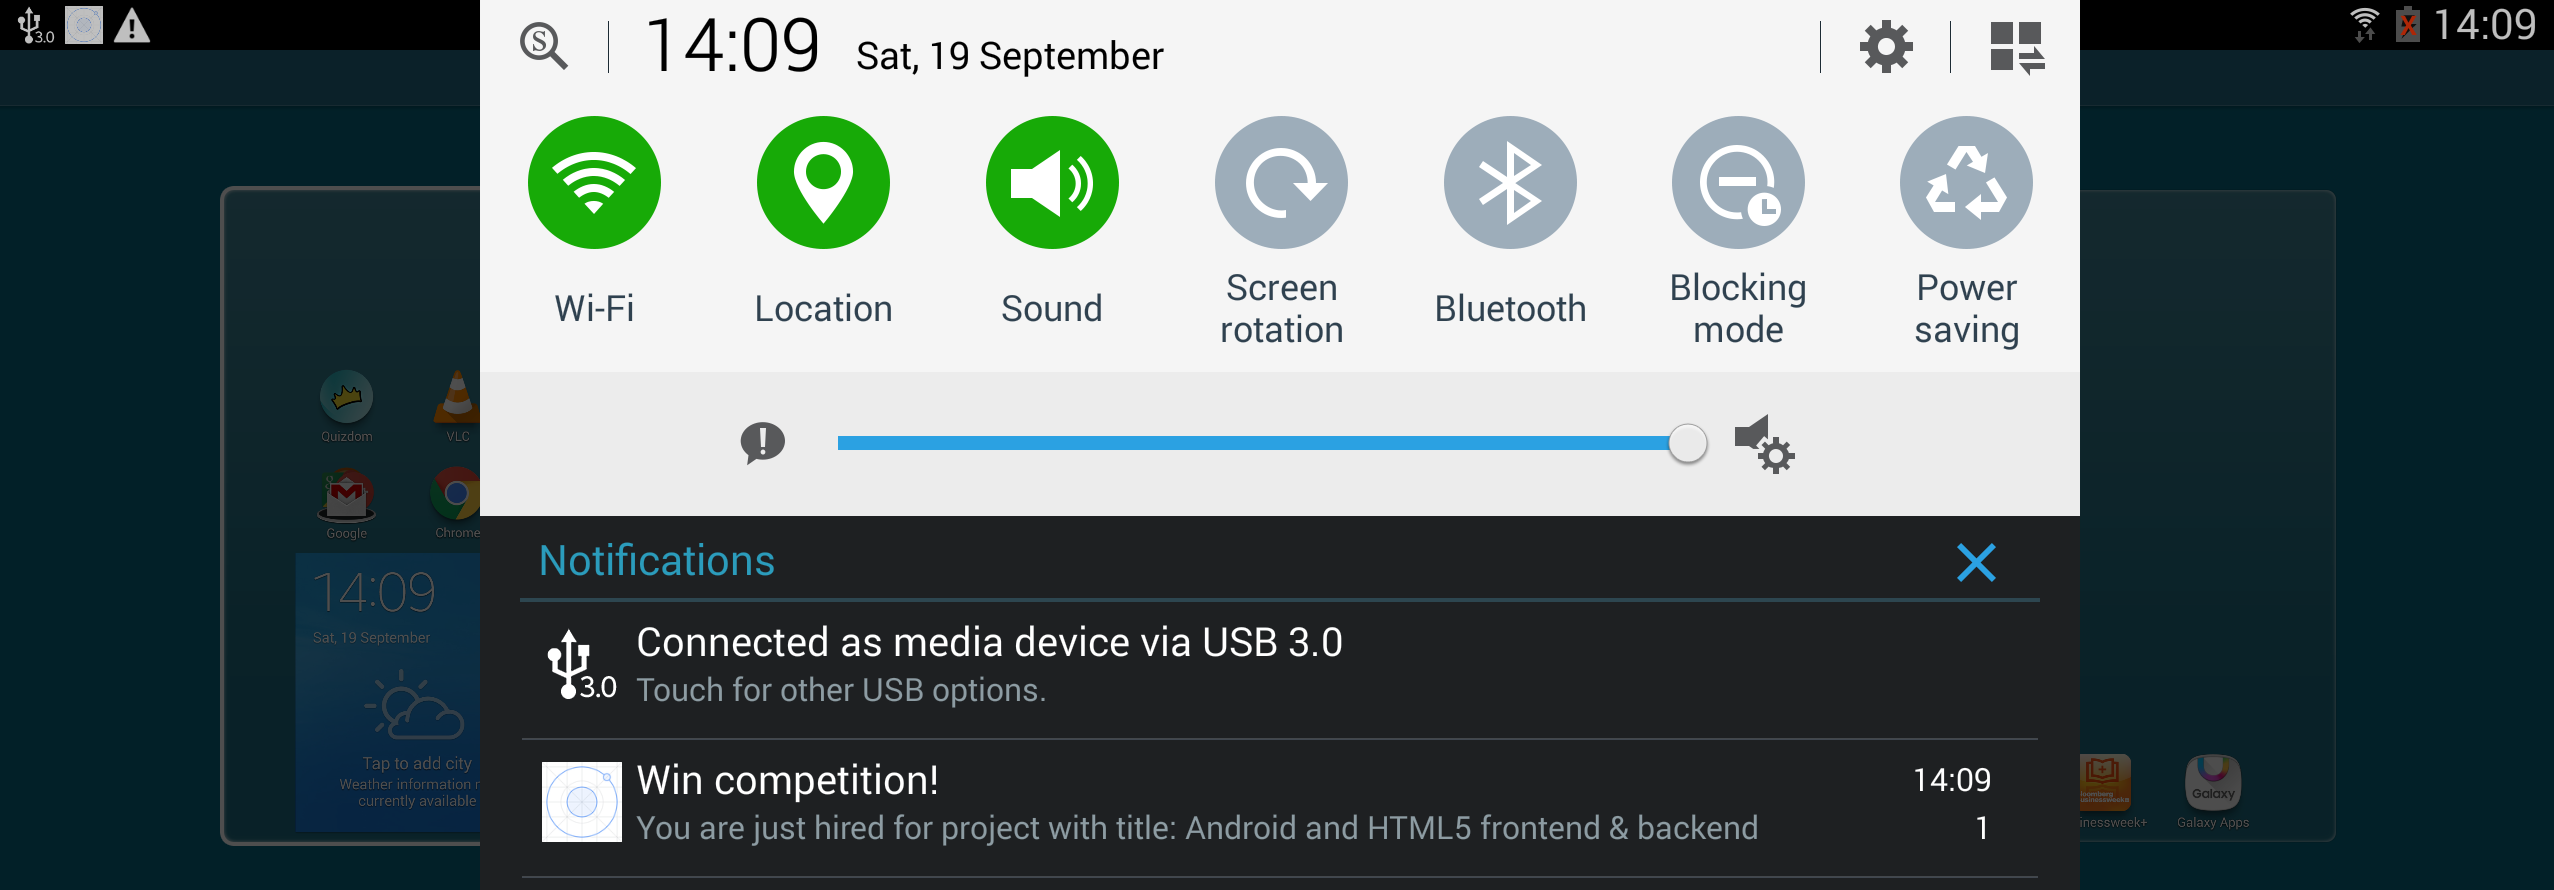 3.0
14:09
14:09 Sat, 19 September
Wi-Fi
Location
Sound
Screen
rotation
Bluetooth
Blocking
mode
Power
saving
Notifications
3.0
Connected as media device via USB 3.0
Touch for other USB options.
Win competition! 14:09
You are just hired for project with title: Android and HTML5 frontend & backend 1
Quizdom
VLC
Google
Chrome
14:09
Sat, 19 September
Tap to add city
Weather information
currently available
inessweek+
Galaxy
Galaxy Apps